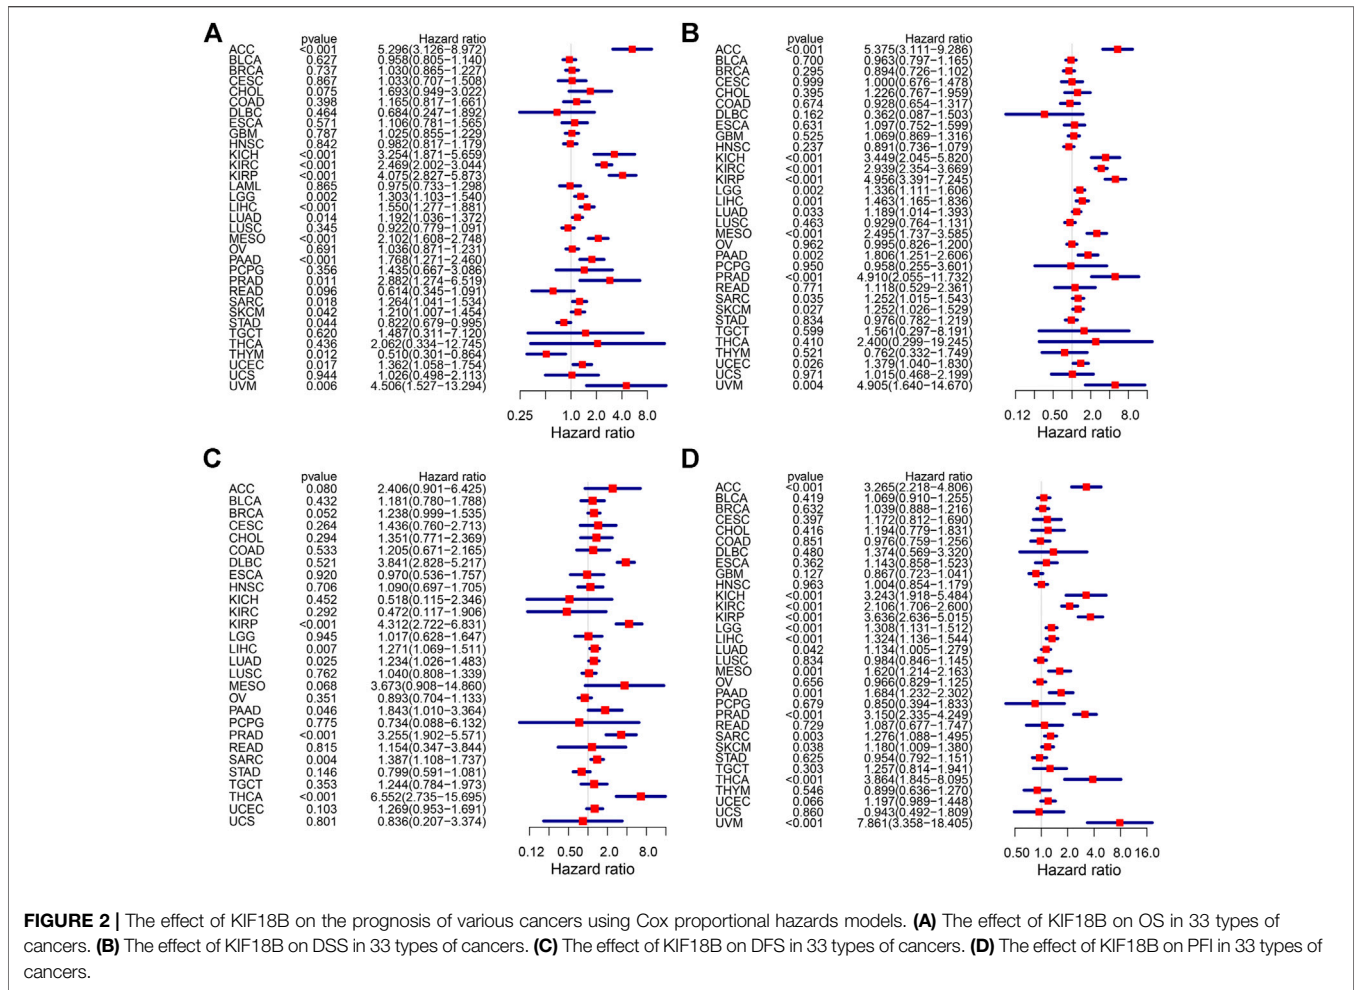 A
pvalue Hazard ratio
ACC <0.001 5.296(3.126−8.972)
BLCA 0.627 0.958(0.805−1.140)
BRCA 0.737 1.030(0.865−1.227)
CESC 0.867 1.033(0.707−1.508)
CHOL 0.075 1.693(0.949−3.022)
COAD 0.398 1.165(0.817−1.661)
DLBC 0.464 0.684(0.247−1.892)
ESCA 0.571 1.106(0.781−1.565)
GBM 0.787 1.025(0.855−1.229)
HNSC 0.842 0.982(0.817−1.179)
KICH <0.001 3.254(1.871−5.659)
KIRC <0.001 2.469(2.002−3.044)
KIRP <0.001 4.075(2.827−5.873)
LAML 0.865 0.975(0.733−1.298)
LGG 0.002 1.303(1.103−1.540)
LIHC <0.001 1.550(1.277−1.881)
LUAD 0.014 1.192(1.036−1.372)
LUSC 0.345 0.922(0.779−1.091)
MESO <0.001 2.102(1.608−2.748)
OV 0.691 1.036(0.871−1.231)
PAAD <0.001 1.768(1.271−2.460)
PCPG 0.356 1.435(0.667−3.086)
PRAD 0.011 2.882(1.274−6.519)
READ 0.096 0.614(0.345−1.091)
SARC 0.018 1.264(1.041−1.534)
SKCM 0.042 1.210(1.007−1.454)
STAD 0.044 0.822(0.679−0.995)
TGCT 0.620 1.487(0.311−7.120)
THCA 0.436 2.062(0.334−12.745)
THYM 0.012 0.510(0.301−0.864)
UCEC 0.017 1.362(1.058−1.754)
UCS 0.944 1.026(0.498−2.113)
UVM 0.006 4.506(1.527−13.294)
0.25 1.0 2.0 4.0 8.0
Hazard ratio
B
pvalue Hazard ratio
ACC <0.001 5.375(3.111−9.286)
BLCA 0.700 0.963(0.797−1.165)
BRCA 0.295 0.894(0.726−1.102)
CESC 0.999 1.000(0.676−1.478)
CHOL 0.395 1.226(0.767−1.959)
COAD 0.674 0.928(0.654−1.317)
DLBC 0.162 0.362(0.087−1.503)
ESCA 0.631 1.097(0.752−1.599)
GBM 0.525 1.069(0.869−1.316)
HNSC 0.237 0.891(0.736−1.079)
KICH <0.001 3.449(2.045−5.820)
KIRC <0.001 2.939(2.354−3.669)
KIRP <0.001 4.956(3.391−7.245)
LGG 0.002 1.336(1.111−1.606)
LIHC 0.001 1.463(1.165−1.836)
LUAD 0.033 1.189(1.014−1.393)
LUSC 0.463 0.929(0.764−1.131)
MESO <0.001 2.495(1.737−3.585)
OV 0.962 0.995(0.826−1.200)
PAAD 0.002 1.806(1.251−2.606)
PCPG 0.950 0.958(0.255−3.601)
PRAD <0.001 4.910(2.055−11.732)
READ 0.771 1.118(0.529−2.361)
SARC 0.035 1.252(1.015−1.543)
SKCM 0.027 1.252(1.026−1.529)
STAD 0.834 0.976(0.782−1.219)
TGCT 0.599 1.561(0.297−8.191)
THCA 0.410 2.400(0.299−19.245)
THYM 0.521 0.762(0.332−1.749)
UCEC 0.026 1.379(1.040−1.830)
UCS 0.971 1.015(0.468−2.199)
UVM 0.004 4.905(1.640−14.670)
0.12 0.50 2.0 8.0
Hazard ratio
C
pvalue Hazard ratio
ACC 0.080 2.406(0.901−6.425)
BLCA 0.432 1.181(0.780−1.788)
BRCA 0.052 1.238(0.999−1.535)
CESC 0.264 1.436(0.760−2.713)
CHOL 0.294 1.351(0.771−2.369)
COAD 0.533 1.205(0.671−2.165)
DLBC 0.521 3.841(2.828−5.217)
ESCA 0.920 0.970(0.536−1.757)
HNSC 0.706 1.090(0.697−1.705)
KICH 0.452 0.518(0.115−2.346)
KIRC 0.292 0.472(0.117−1.906)
KIRP <0.001 4.312(2.722−6.831)
LGG 0.945 1.017(0.628−1.647)
LIHC 0.007 1.271(1.069−1.511)
LUAD 0.025 1.234(1.026−1.483)
LUSC 0.762 1.040(0.808−1.339)
MESO 0.068 3.673(0.908−14.860)
OV 0.351 0.893(0.704−1.133)
PAAD 0.046 1.843(1.010−3.364)
PCPG 0.775 0.734(0.088−6.132)
PRAD <0.001 3.255(1.902−5.571)
READ 0.815 1.154(0.347−3.844)
SARC 0.004 1.387(1.108−1.737)
STAD 0.146 0.799(0.591−1.081)
TGCT 0.353 1.244(0.784−1.973)
THCA <0.001 6.552(2.735−15.695)
UCEC 0.103 1.269(0.953−1.691)
UCS 0.801 0.836(0.207−3.374)
0.12 0.50 2.0 8.0
Hazard ratio
D
pvalue Hazard ratio
ACC <0.001 3.265(2.218−4.806)
BLCA 0.419 1.069(0.910−1.255)
BRCA 0.632 1.039(0.888−1.216)
CESC 0.397 1.172(0.812−1.690)
CHOL 0.416 1.194(0.779−1.831)
COAD 0.851 0.976(0.759−1.256)
DLBC 0.480 1.374(0.569−3.320)
ESCA 0.362 1.143(0.858−1.523)
GBM 0.127 0.867(0.723−1.041)
HNSC 0.963 1.004(0.854−1.179)
KICH <0.001 3.243(1.918−5.484)
KIRC <0.001 2.106(1.706−2.600)
KIRP <0.001 3.636(2.636−5.015)
LGG <0.001 1.308(1.131−1.512)
LIHC <0.001 1.324(1.136−1.544)
LUAD 0.042 1.134(1.005−1.279)
LUSC 0.834 0.984(0.846−1.145)
MESO 0.001 1.620(1.214−2.163)
OV 0.656 0.966(0.829−1.125)
PAAD 0.001 1.684(1.232−2.302)
PCPG 0.679 0.850(0.394−1.833)
PRAD <0.001 3.150(2.335−4.249)
READ 0.729 1.087(0.677−1.747)
SARC 0.003 1.276(1.088−1.495)
SKCM 0.038 1.180(1.009−1.380)
STAD 0.625 0.954(0.792−1.151)
TGCT 0.303 1.257(0.814−1.941)
THCA <0.001 3.864(1.845−8.095)
THYM 0.546 0.899(0.636−1.270)
UCEC 0.066 1.197(0.989−1.448)
UCS 0.860 0.943(0.492−1.809)
UVM <0.001 7.861(3.358−18.405)
0.50 1.0 2.0 4.0 8.0 16.0
Hazard ratio
FIGURE 2 | The effect of KIF18B on the prognosis of various cancers using Cox proportional hazards models. (A) The effect of KIF18B on OS in 33 types of
cancers. (B) The effect of KIF18B on DSS in 33 types of cancers. (C) The effect of KIF18B on DFS in 33 types of cancers. (D) The effect of KIF18B on PFI in 33 types of
cancers.